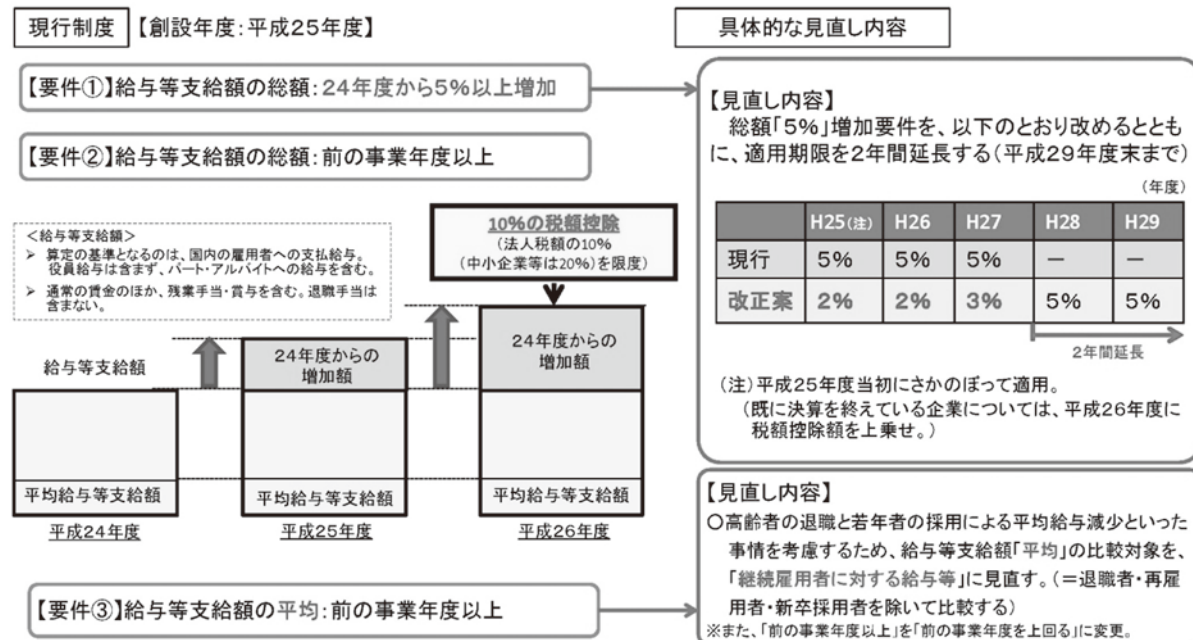 現行制度 【創設年度：平成25年度】
【要件①】給与等支給額の総額：24年度から5％以上増加
【要件②】給与等支給額の総額：前の事業年度以上
＜給与等支給額＞
➢ 算定の基準となるのは、国内の雇用者への支払給与。
役員給与は含まず、パート・アルバイトへの給与を含む。
➢ 通常の賃金のほか、残業手当・賞与を含む。退職手当は
含まない。
10％の税額控除
（法人税額の10％
（中小企業等は20％）を限度）
給与等支給額
24年度からの
増加額
24年度からの
増加額
平均給与等支給額
平均給与等支給額
平均給与等支給額
平成24年度
平成25年度
平成26年度
【要件③】給与等支給額の平均：前の事業年度以上
具体的な見直し内容
【見直し内容】
総額「5％」増加要件を、以下のとおり改めるととも
に、適用期限を2年間延長する（平成29年度末まで）
（年度）
H25(注) H26 H27 H28 H29
現行 5% 5% 5% － －
改正案 2% 2% 3% 5% 5%
2年間延長
（注）平成25年度当初にさかのぼって適用。
（既に決算を終えている企業については、平成26年度に
税額控除額を上乗せ。）
【見直し内容】
○高齢者の退職と若年者の採用による平均給与減少といった
事情を考慮するため、給与等支給額「平均」の比較対象を、
「継続雇用者に対する給与等」に見直す。（＝退職者・再雇
用者・新卒採用者を除いて比較する）
※また、「前の事業年度以上」を「前の事業年度を上回る」に変更。